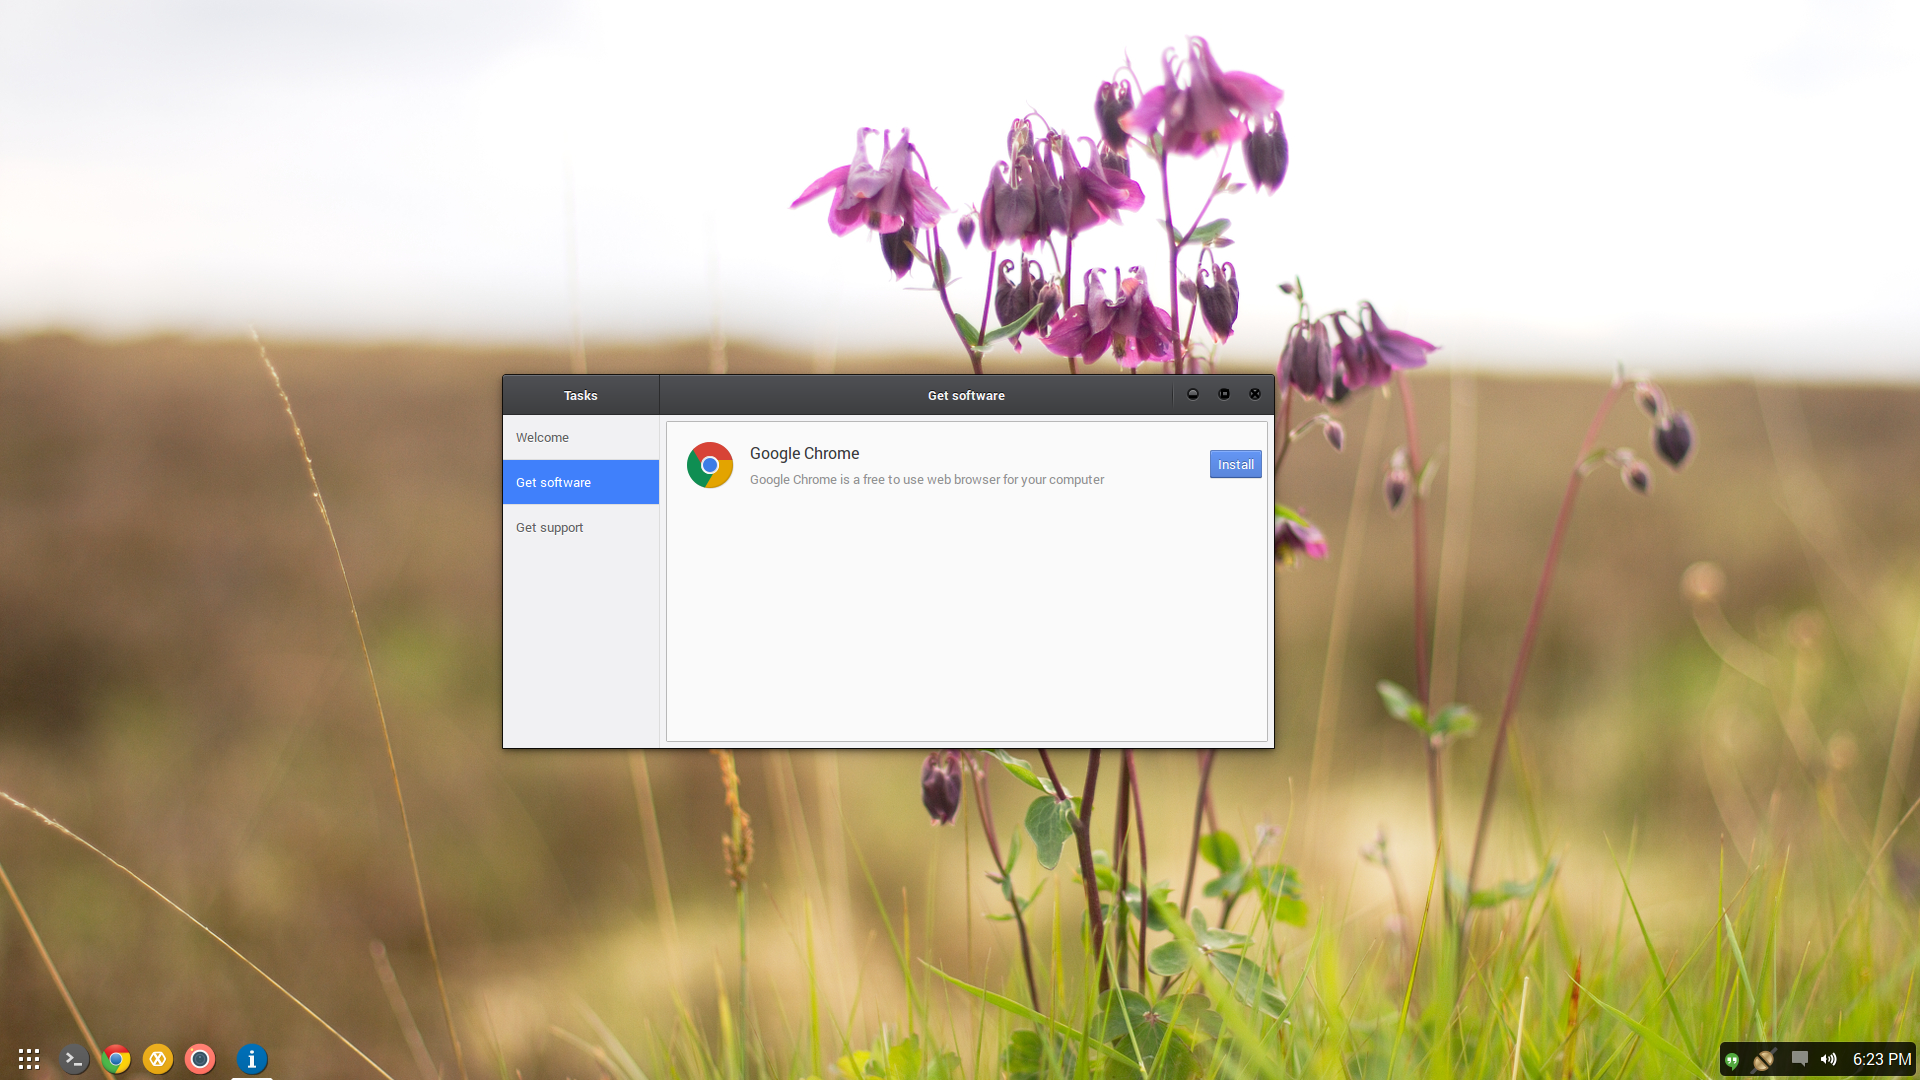 Tasks
Get software
Welcome
Get software
Get support
Google Chrome
Google Chrome is a free to use web browser for your computer
Install
6:23 PM